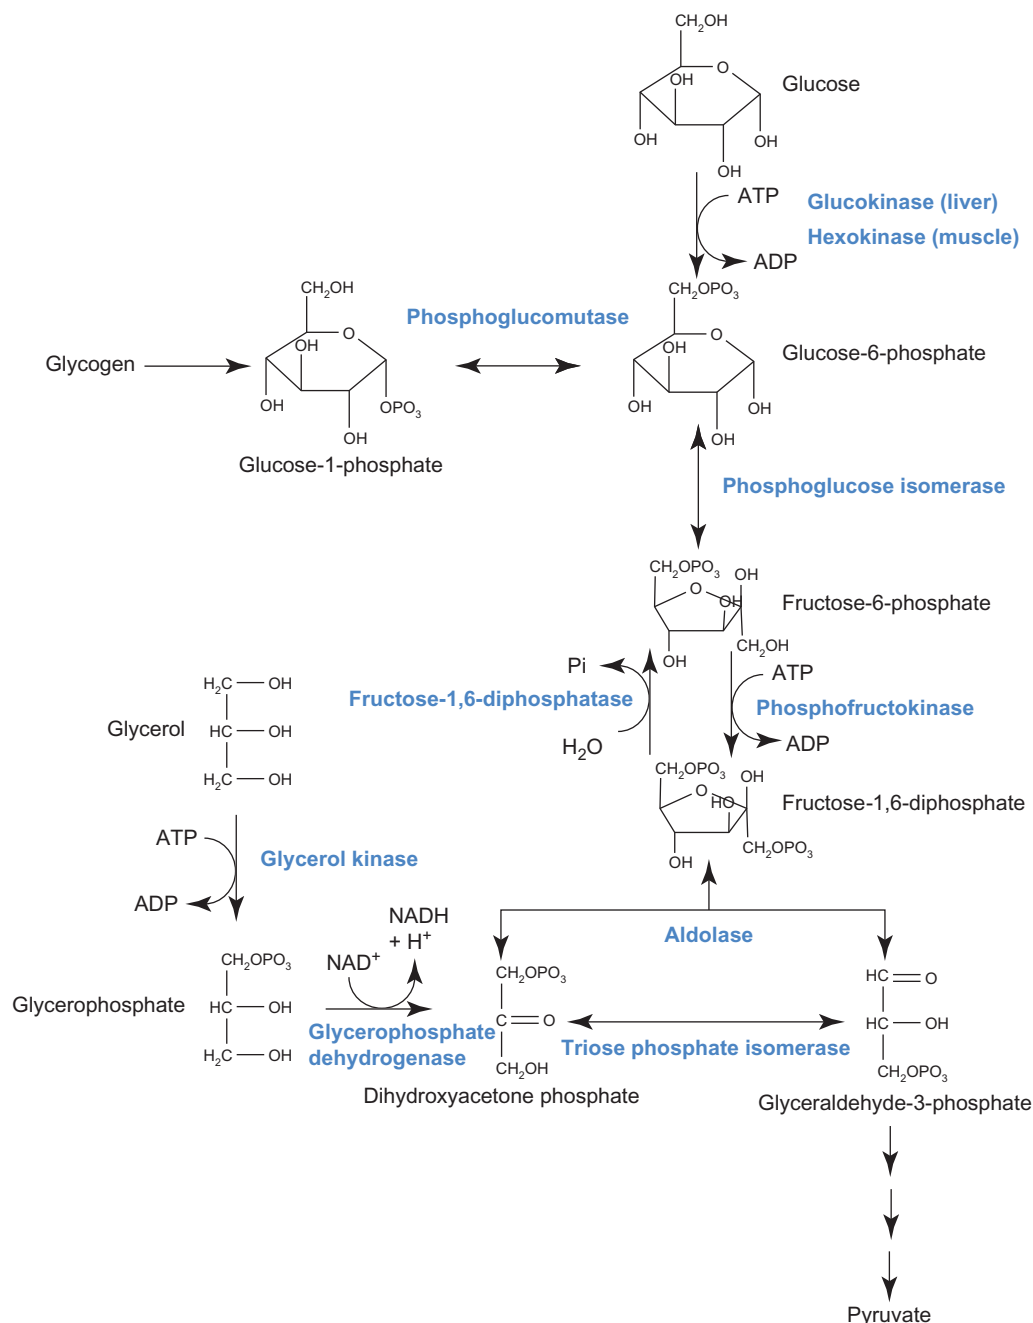 CH₂OH
O
OH
Glucose
OH
OH
OH
ATP
Glucokinase (liver)
Hexokinase (muscle)
ADP
CH₂OH
CH₂OPO₃
Phosphoglucomutase
O
O
OH
OH
Glucose-6-phosphate
Glycogen
OH
OPO₃
OH
OH
OH
OH
Glucose-1-phosphate
Phosphoglucose isomerase
CH₂OPO₃
OH
O
OH
Fructose-6-phosphate
CH₂OH
OH
Pi
ATP
H₂C
OH
Fructose-1,6-diphosphatase
Phosphofructokinase
Glycerol
HC
OH
H₂O
ADP
H₂C
OH
CH₂OPO₃
OH
O
HO
Fructose-1,6-diphosphate
ATP
CH₂OPO₃
OH
Glycerol kinase
ADP
NADH
+ H⁺
Aldolase
NAD⁺
CH₂OPO₃
CH₂OPO₃
HC
O
Glycerophosphate
HC
OH
C
O
HC
OH
Glycerophosphate
dehydrogenase
Triose phosphate isomerase
H₂C
OH
CH₂OH
CH₂OPO₃
Dihydroxyacetone phosphate
Glyceraldehyde-3-phosphate
Pyruvate